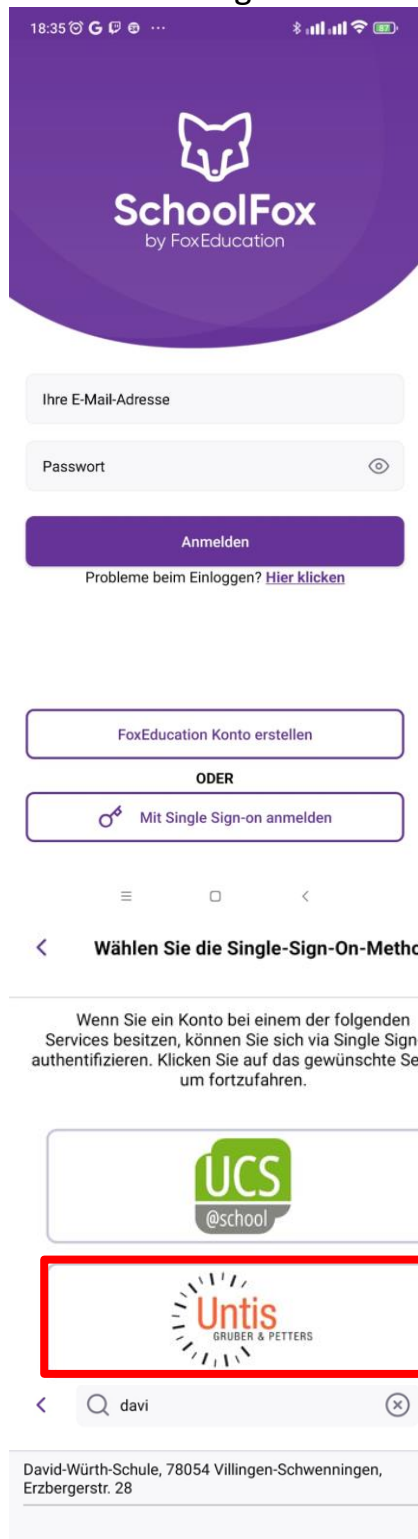 18:35
87
SchoolFox
by FoxEducation
Ihre E-Mail-Adresse
Passwort
Anmelden
Probleme beim Einloggen? Hier klicken
FoxEducation Konto erstellen
ODER
Mit Single Sign-on anmelden
Wählen Sie die Single-Sign-On-Metho
Wenn Sie ein Konto bei einem der folgenden
Services besitzen, können Sie sich via Single Sign
authentifizieren. Klicken Sie auf das gewünschte Se
um fortzufahren.
UCS
@school
Untis
GRUBER & PETTERS
davi
David-Würth-Schule, 78054 Villingen-Schwenningen,
Erzbergerstr. 28